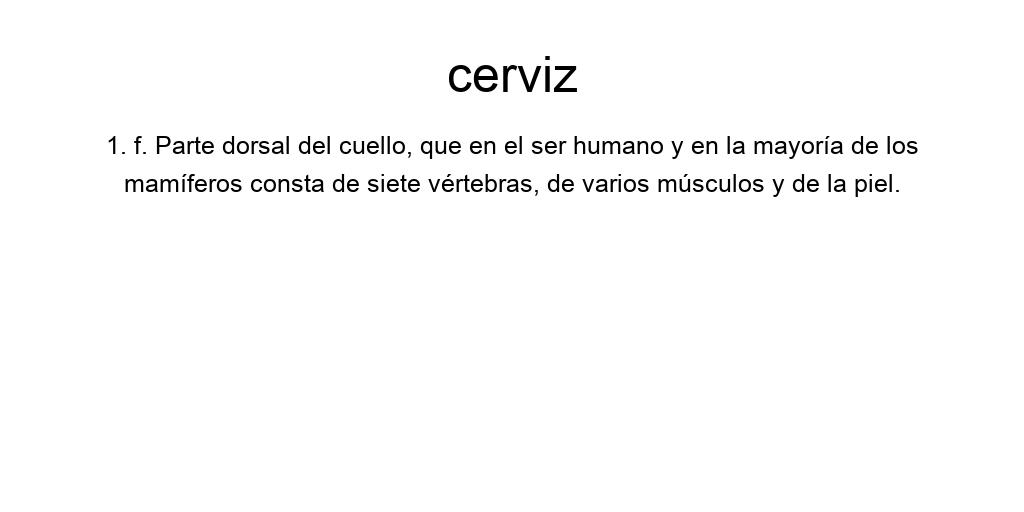 cerviz
1. f. Parte dorsal del cuello, que en el ser humano y en la mayoría de los
mamíferos consta de siete vértebras, de varios músculos y de la piel.